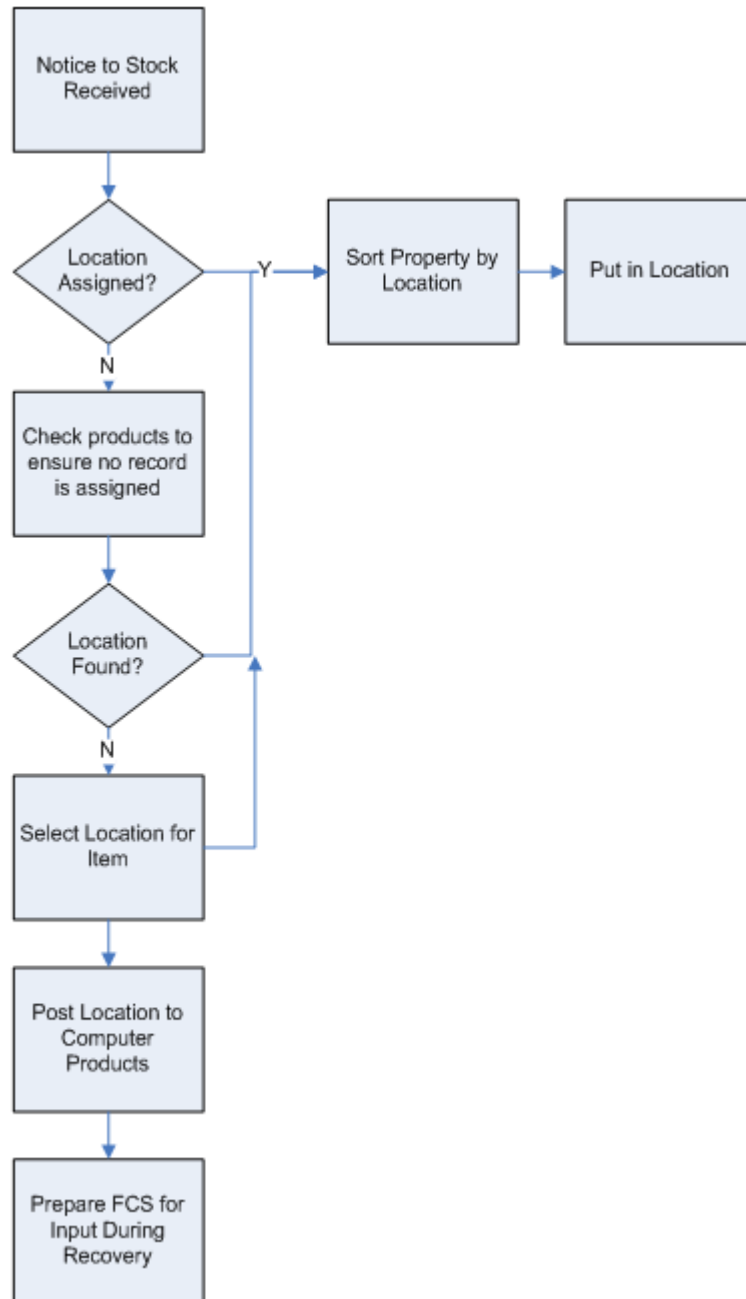 Notice to Stock
Received
Location
Assigned?
Y
Sort Property by
Location
Put in Location
N
Check products to
ensure no record
is assigned
Location
Found?
N
Select Location for
Item
Post Location to
Computer
Products
Prepare FCS for
Input During
Recovery